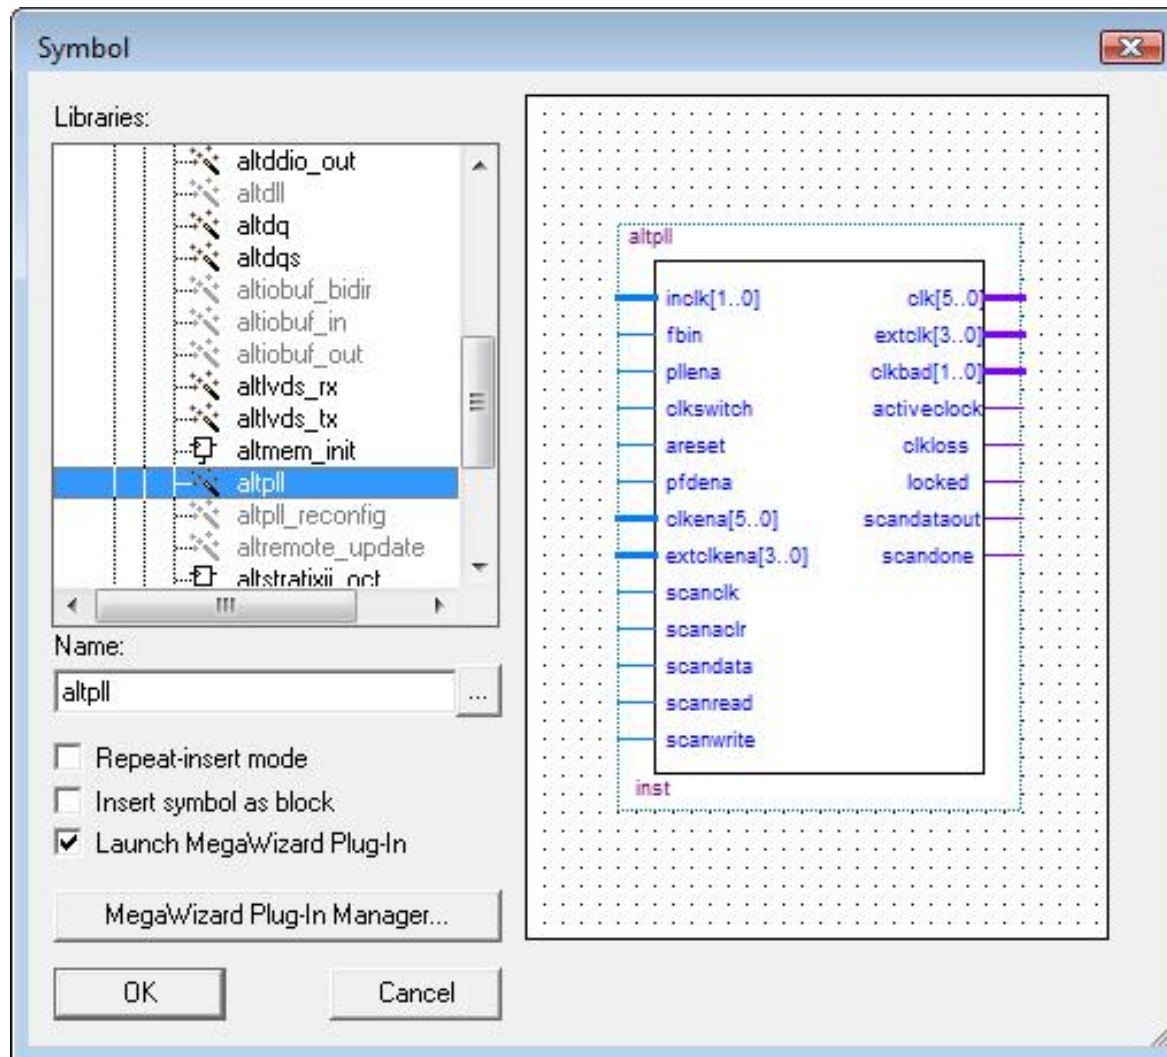 Symbol
Libraries:
altddio_out
altdll
altdq
altdqs
altiobuf_bidir
altiobuf_in
altiobuf_out
altlvds_rx
altlvds_tx
altmem_init
altpll
altpll_reconfig
altremote_update
altstratixii_oct
Name:
altpll
...
Repeat-insert mode
Insert symbol as block
Launch MegaWizard Plug-In
MegaWizard Plug-In Manager...
OK Cancel
altpll
inclk[1..0] clk[5..0]
fbin extclk[3..0]
pllena clkbad[1..0]
clkswitch activeclock
areset clkloss
pfdena locked
clkena[5..0] scandataout
extclkena[3..0] scandone
scanclk
scanaclr
scandata
scanread
scanwrite
inst